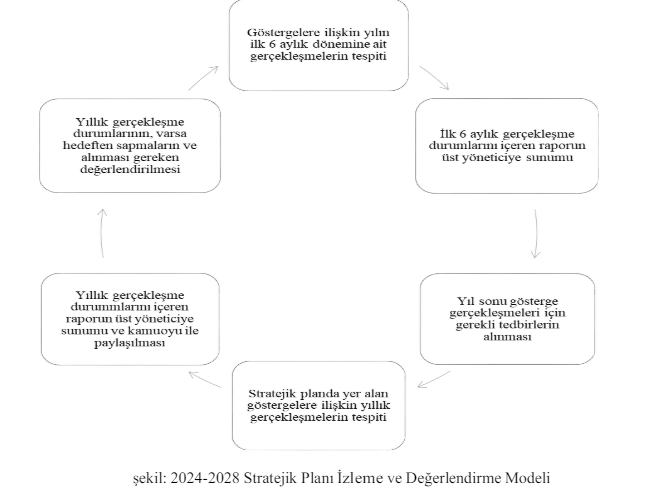 Göstergelere ilişkin yılın
ilk 6 aylık dönemine ait
gerçekleşmelerin tespiti
İlk 6 aylık gerçekleşme
durumlarını içeren raporun
üst yöneticiye sunumu
Yıl sonu gösterge
gerçekleşmeleri için
gerekli tedbirlerin
alınması
Stratejik planda yer alan
göstergelere ilişkin yıllık
gerçekleşmelerin tespiti
Yıllık gerçekleşme
durumınlarını içeren
raporun üst yöneticiye
sunumu ve kamuoyu ile
paylaşılması
Yıllık gerçekleşme
durumlarının, varsa
hedeften sapmaların ve
alınması gereken
değerlendirilmesi
şekil: 2024-2028 Stratejik Planı İzleme ve Değerlendirme Modeli